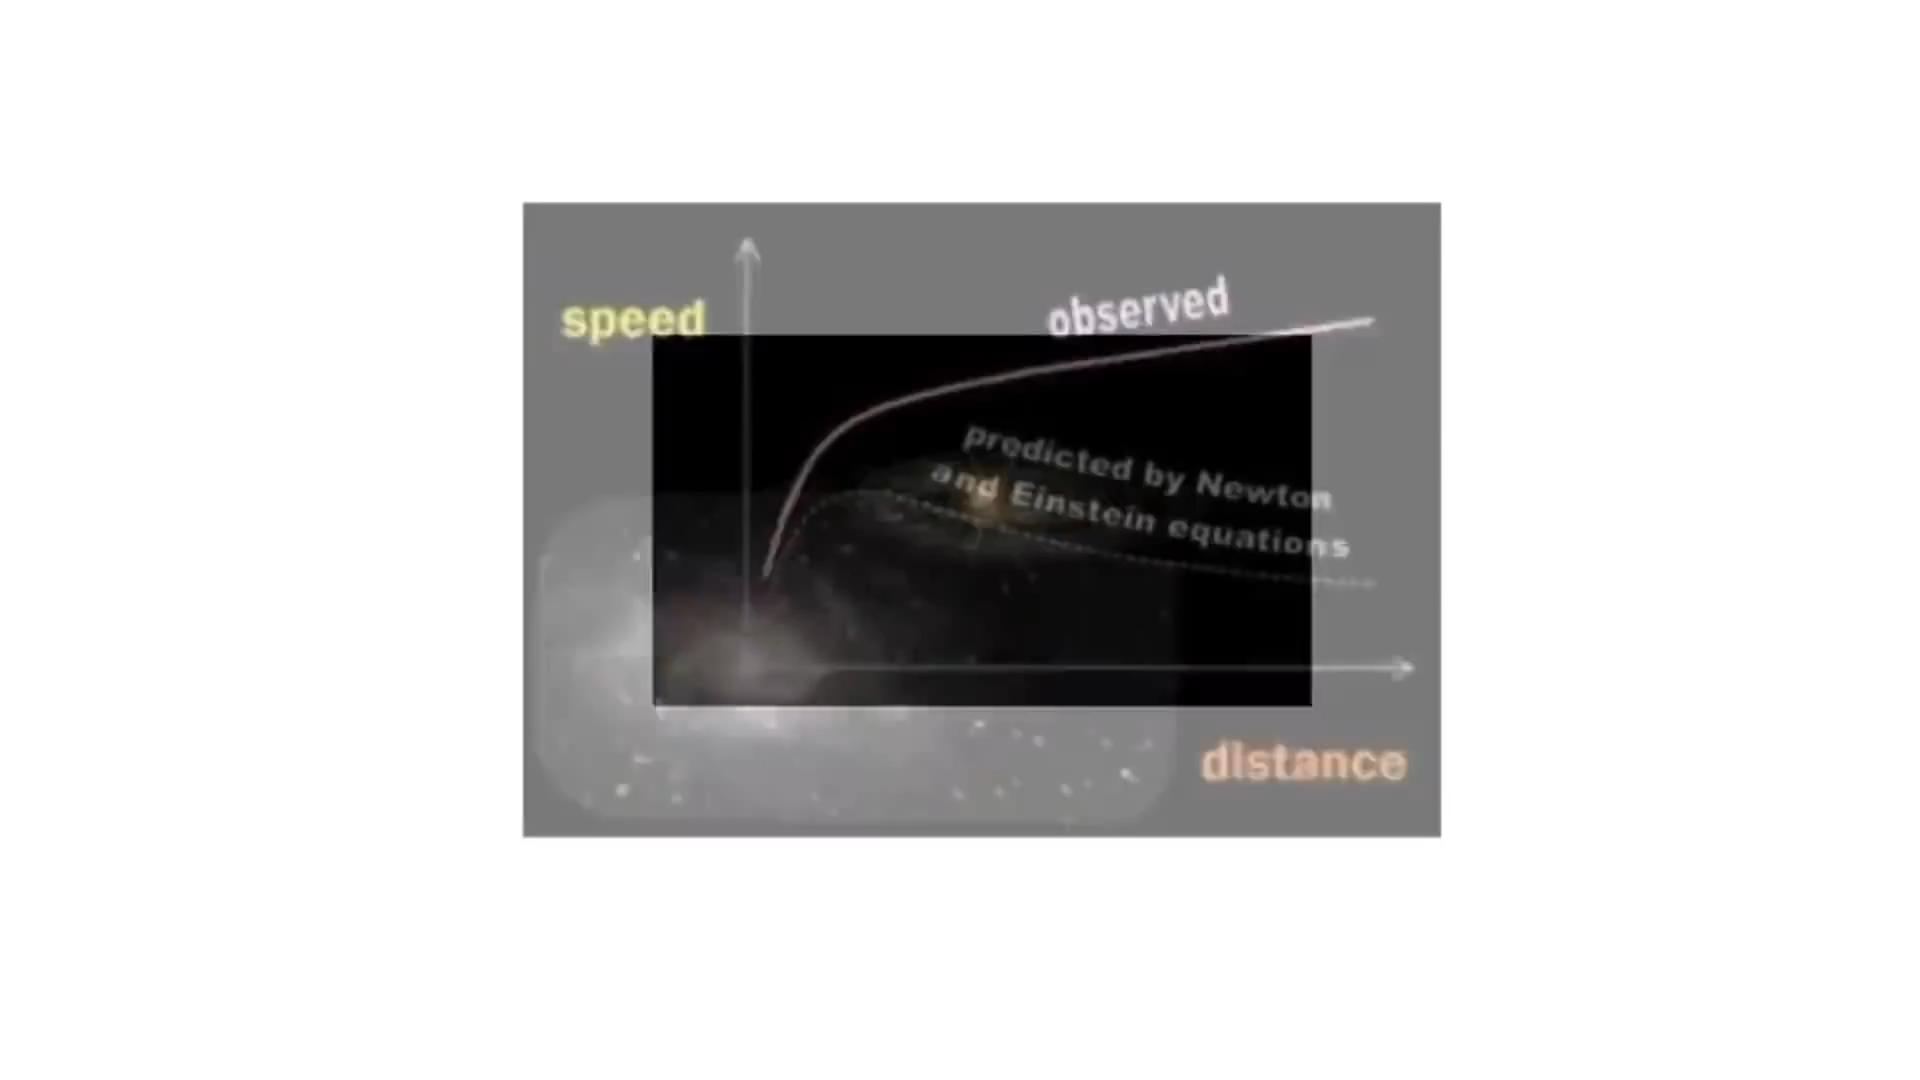 speed
observed
predicted by Newton
and Einstein equations
distance